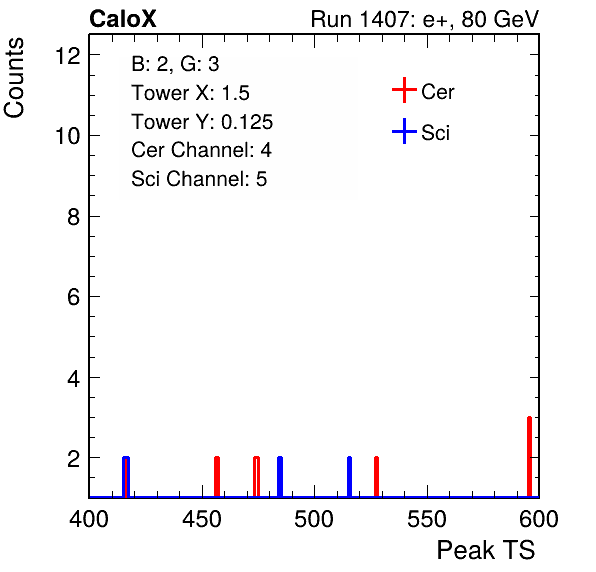 CaloX Run 1407: e+, 80 GeV
Counts
12
10
8
6
4
2
B: 2, G: 3
Tower X: 1.5
Tower Y: 0.125
Cer Channel: 4
Sci Channel: 5
Cer
Sci
400 450 500 550 600
Peak TS